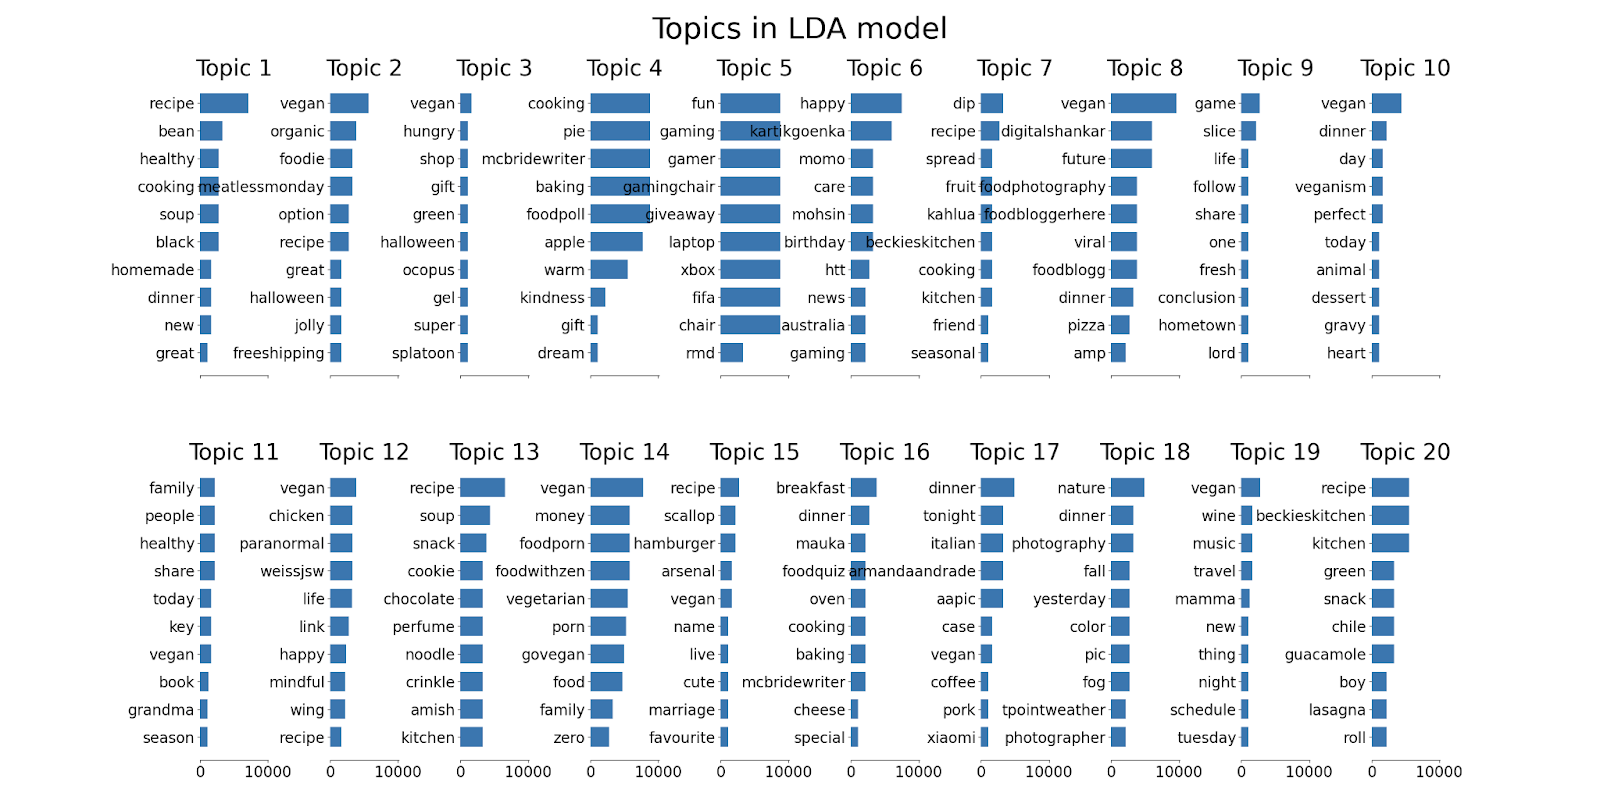 Topics in LDA model
Topic 1 Topic 2 Topic 3 Topic 4 Topic 5 Topic 6 Topic 7 Topic 8 Topic 9 Topic 10
recipe vegan vegan cooking fun happy dip vegan game vegan
bean organic hungry pie gaming kartikgoenka recipe digitalshankar slice dinner
healthy foodie shop mcbridewriter gamer momo spread future life day
cooking meatlessmonday gift baking gamingchair care fruit foodphotography follow veganism
soup option green foodpoll giveaway mohsin kahlua foodbloggerhere share perfect
black recipe halloween apple laptop birthday beckieskitchen viral one today
homemade great ocopus warm xbox htt cooking foodblogg fresh animal
dinner halloween gel kindness fifa news kitchen dinner conclusion dessert
new jolly super gift chair australia friend pizza hometown gravy
great freeshipping splatoon dream rmd gaming seasonal amp lord heart
Topic 11 Topic 12 Topic 13 Topic 14 Topic 15 Topic 16 Topic 17 Topic 18 Topic 19 Topic 20
family vegan recipe vegan recipe breakfast dinner nature vegan recipe
people chicken soup money scallop dinner tonight dinner wine beckieskitchen
healthy paranormal snack foodporn hamburger mauka italian photography music kitchen
share weissjsw cookie foodwithzen arsenal foodquiz armandaandrade fall travel green
today life chocolate vegetarian vegan oven aapic yesterday mamma snack
key link perfume porn name cooking case color new chile
vegan happy noodle govegan live baking vegan pic thing guacamole
book mindful crinkle food cute mcbridewriter coffee fog night boy
grandma wing amish family marriage cheese pork tpointweather schedule lasagna
season recipe kitchen zero favourite special xiaomi photographer tuesday roll
0 10000 0 10000 0 10000 0 10000 0 10000 0 10000 0 10000 0 10000 0 10000 0 10000